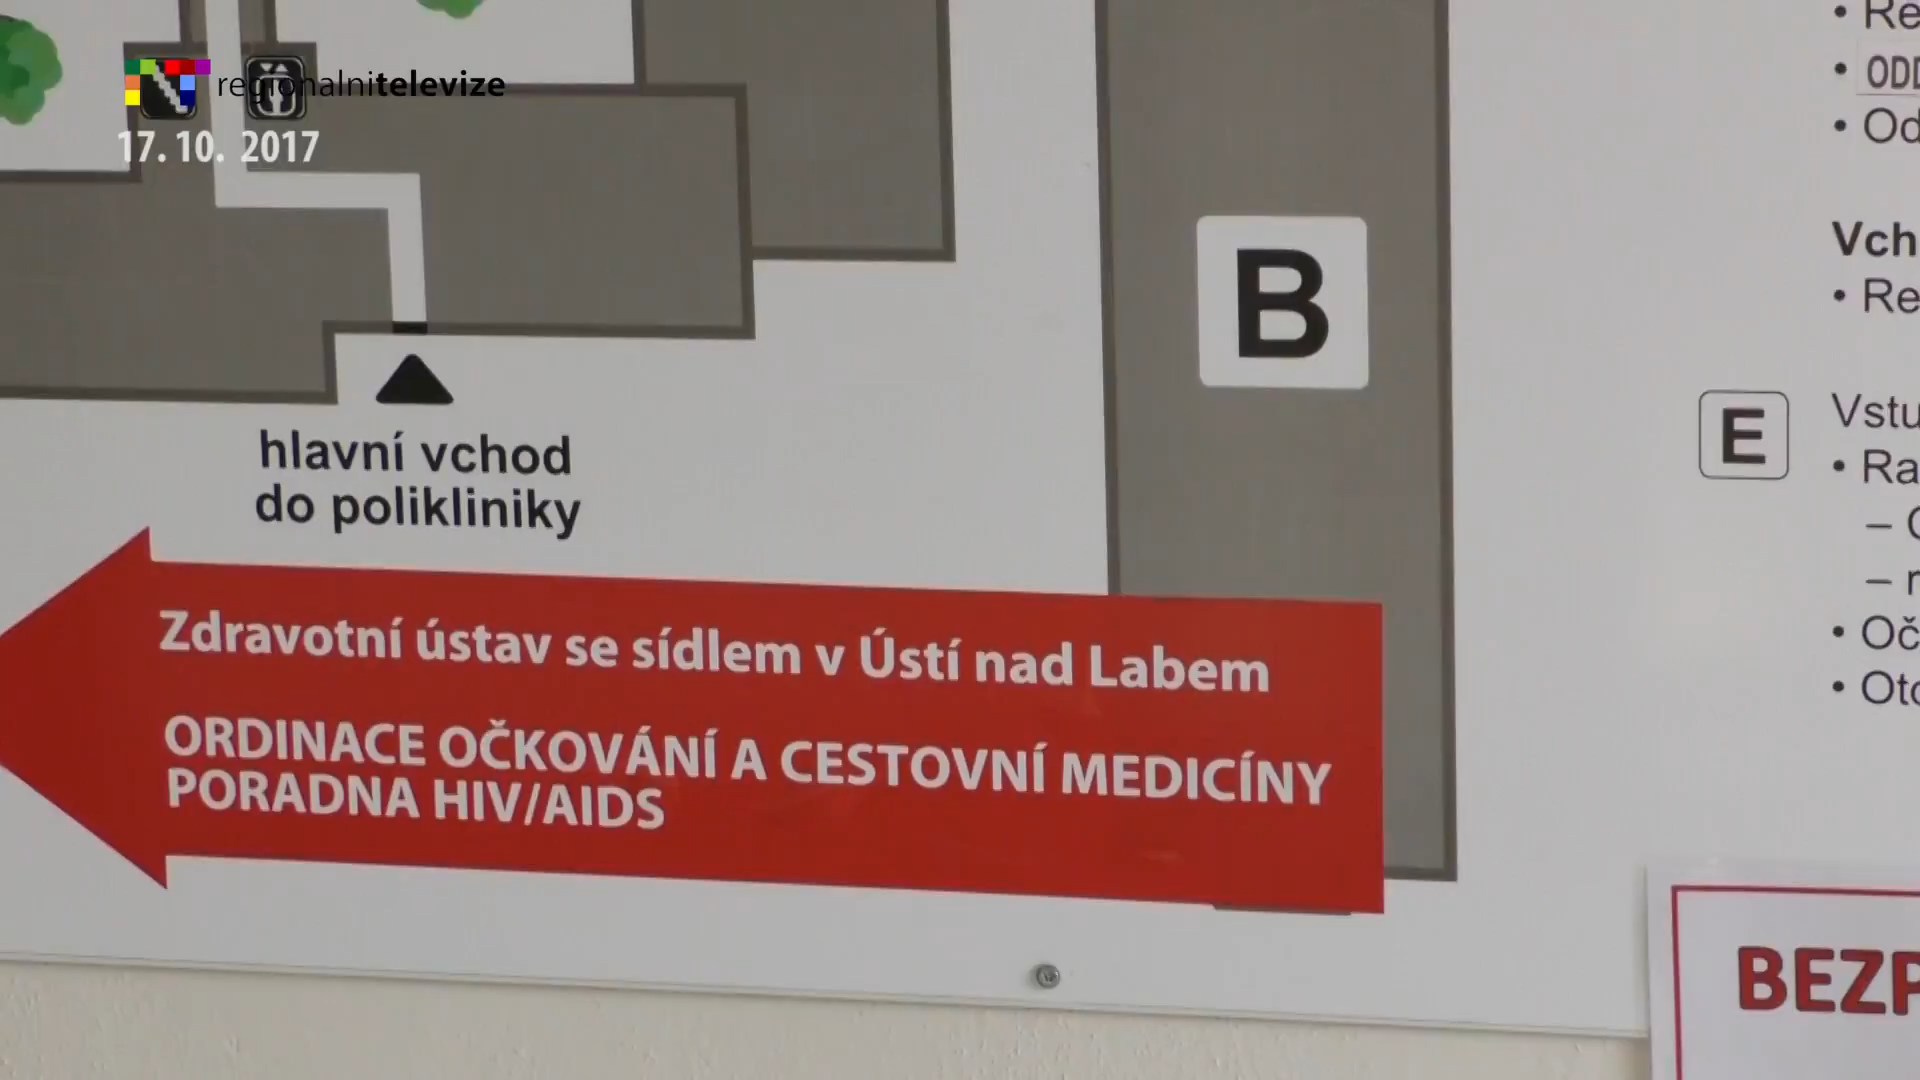 regionalnitelevize
17. 10. 2017
hlavní vchod
do polikliniky
B
Zdravotní ústav se sídlem v Ústí nad Labem
ORDINACE OČKOVÁNÍ A CESTOVNÍ MEDICÍNY
PORADNA HIV/AIDS
E